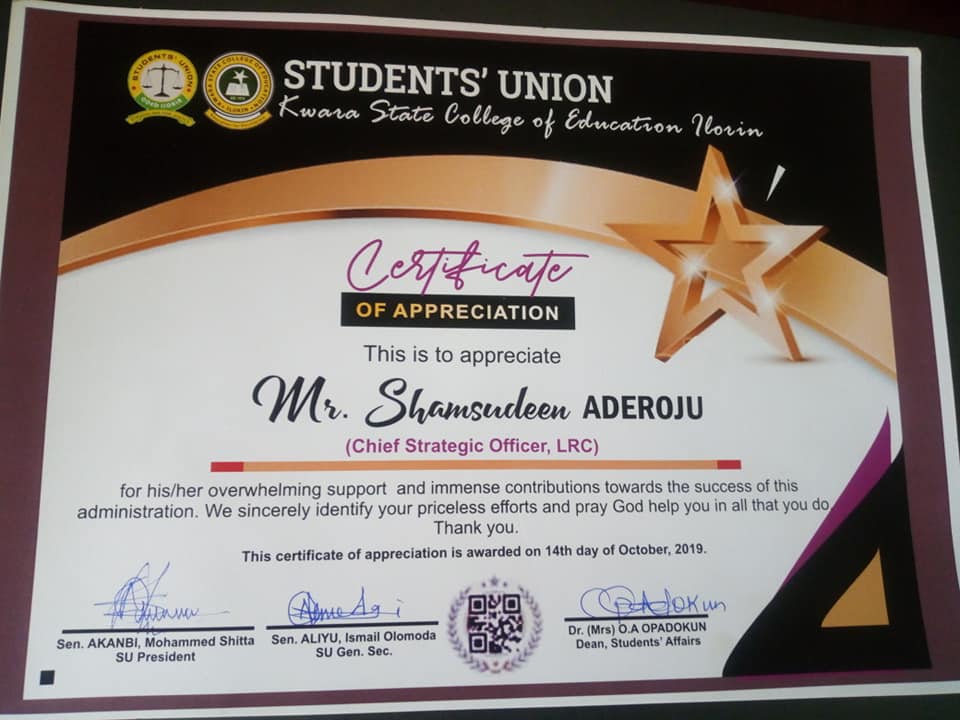 STUDENTS' UNION
Kwara State College of Education Ilorin
Certificate
OF APPRECIATION
This is to appreciate
Mr. Shamsudeen ADEROJU
(Chief Strategic Officer, LRC)
for his/her overwhelming support and immense contributions towards the success of this
administration. We sincerely identify your priceless efforts and pray God help you in all that you do.
Thank you.
This certificate of appreciation is awarded on 14th day of October, 2019.
Sen. AKANBI, Mohammed Shitta
SU President
Sen. ALIYU, Ismail Olomoda
SU Gen. Sec.
Dr. (Mrs) O.A OPADOKUN
Dean, Students' Affairs